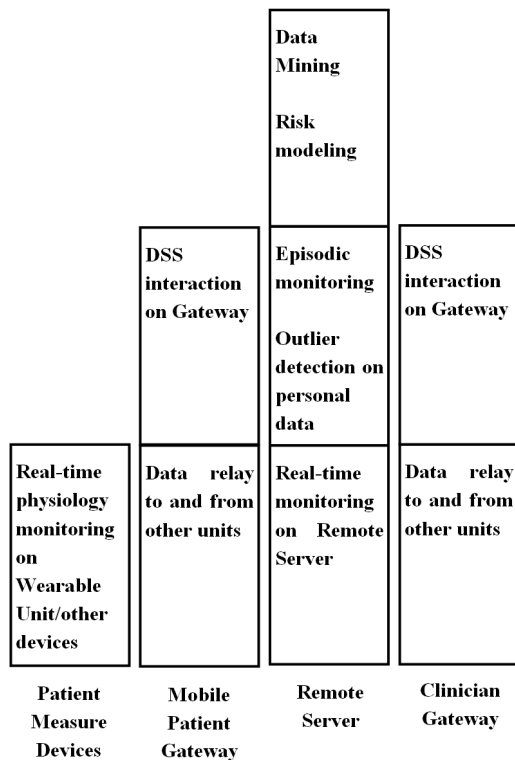 Data
Mining
Risk
modeling
DSS
interaction
on Gateway
Episodic
monitoring
Outlier
detection on
personal
data
DSS
interaction
on Gateway
Real-time
physiology
monitoring
on
Wearable
Unit/other
devices
Data relay
to and from
other units
Real-time
monitoring
on Remote
Server
Data relay
to and from
other units
Patient
Measure
Devices
Mobile
Patient
Gateway
Remote
Server
Clinician
Gateway